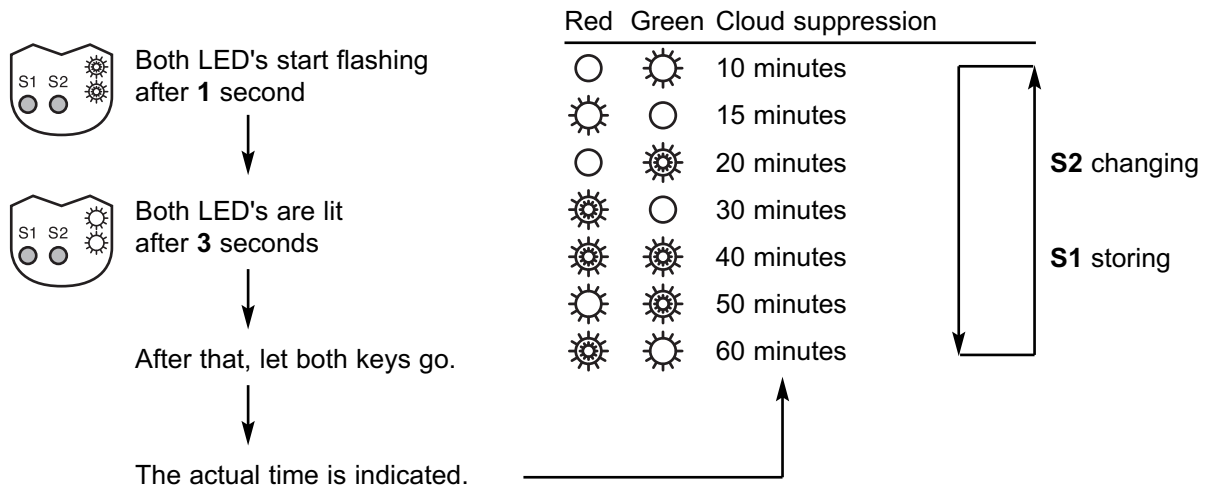 S1 S2
Both LED's start flashing
after 1 second
S1 S2
Both LED's are lit
after 3 seconds
After that, let both keys go.
The actual time is indicated.
Red Green Cloud suppression
10 minutes
15 minutes
20 minutes
30 minutes
40 minutes
50 minutes
60 minutes
S2 changing
S1 storing